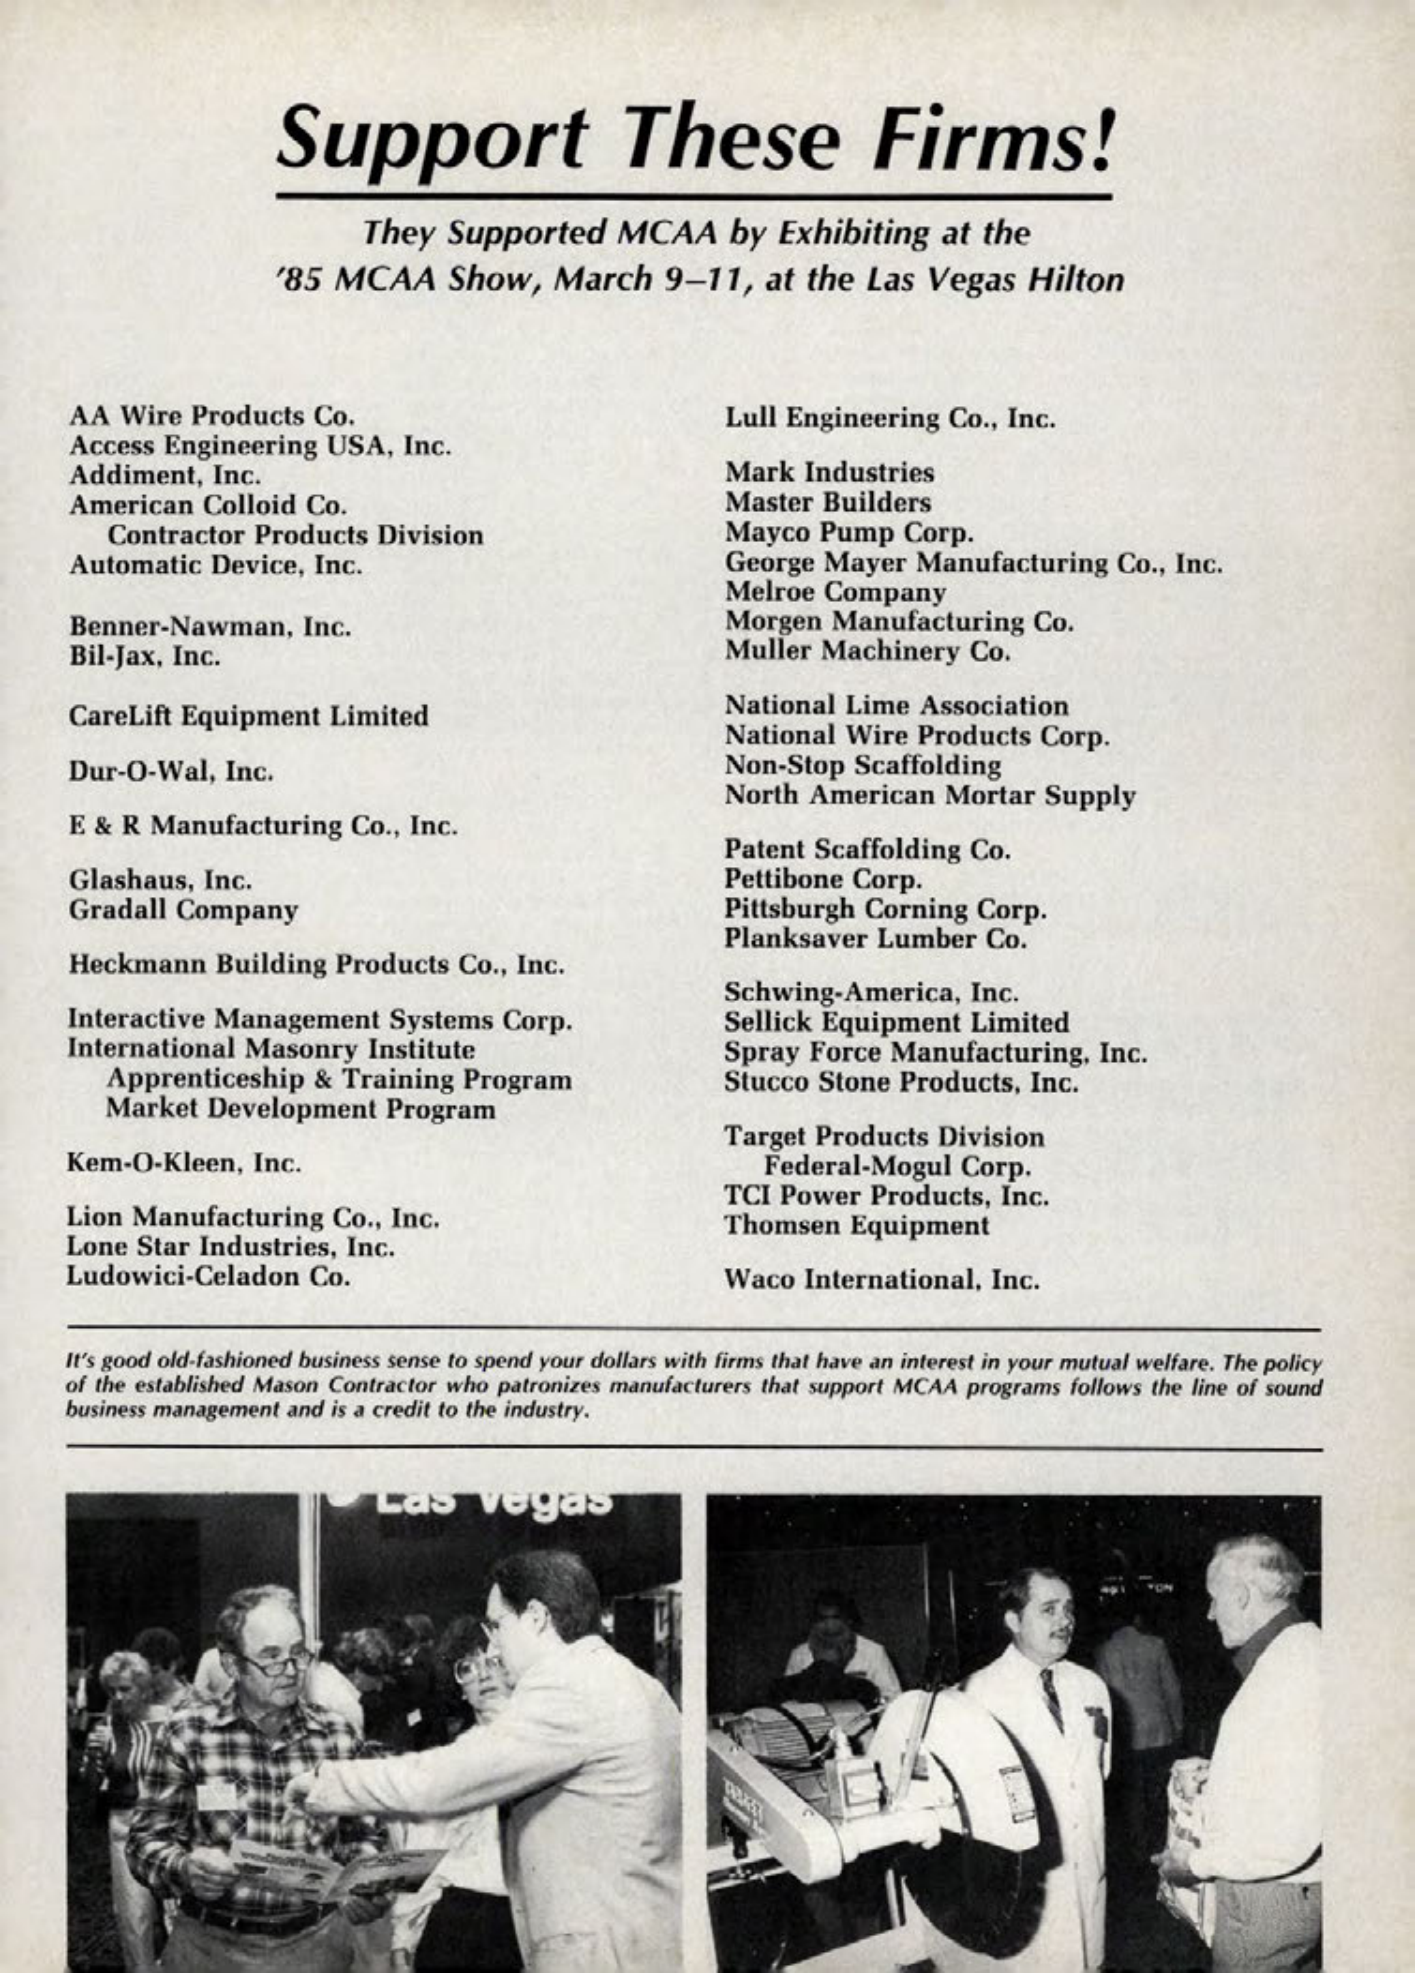 Support These Firms!
They Supported MCAA by Exhibiting at the
'85 MCAA Show, March 9–11, at the Las Vegas Hilton
AA Wire Products Co.
Access Engineering USA, Inc.
Addiment, Inc.
American Colloid Co.
Contractor Products Division
Automatic Device, Inc.
Benner-Nawman, Inc.
Bil-Jax, Inc.
CareLift Equipment Limited
Dur-O-Wal, Inc.
E & R Manufacturing Co., Inc.
Glashaus, Inc.
Gradall Company
Heckmann Building Products Co., Inc.
Interactive Management Systems Corp.
International Masonry Institute
Apprenticeship & Training Program
Market Development Program
Kem-O-Kleen, Inc.
Lion Manufacturing Co., Inc.
Lone Star Industries, Inc.
Ludowici-Celadon Co.
Lull Engineering Co., Inc.
Mark Industries
Master Builders
Mayco Pump Corp.
George Mayer Manufacturing Co., Inc.
Melroe Company
Morgen Manufacturing Co.
Muller Machinery Co.
National Lime Association
National Wire Products Corp.
Non-Stop Scaffolding
North American Mortar Supply
Patent Scaffolding Co.
Pettibone Corp.
Pittsburgh Corning Corp.
Planksaver Lumber Co.
Schwing-America, Inc.
Sellick Equipment Limited
Spray Force Manufacturing, Inc.
Stucco Stone Products, Inc.
Target Products Division
Federal-Mogul Corp.
TCI Power Products, Inc.
Thomsen Equipment
Waco International, Inc.
It's good old-fashioned business sense to spend your dollars with firms that have an interest in your mutual welfare. The policy
of the established Mason Contractor who patronizes manufacturers that support MCAA programs follows the line of sound
business management and is a credit to the industry.
Las Vegas
TARGET